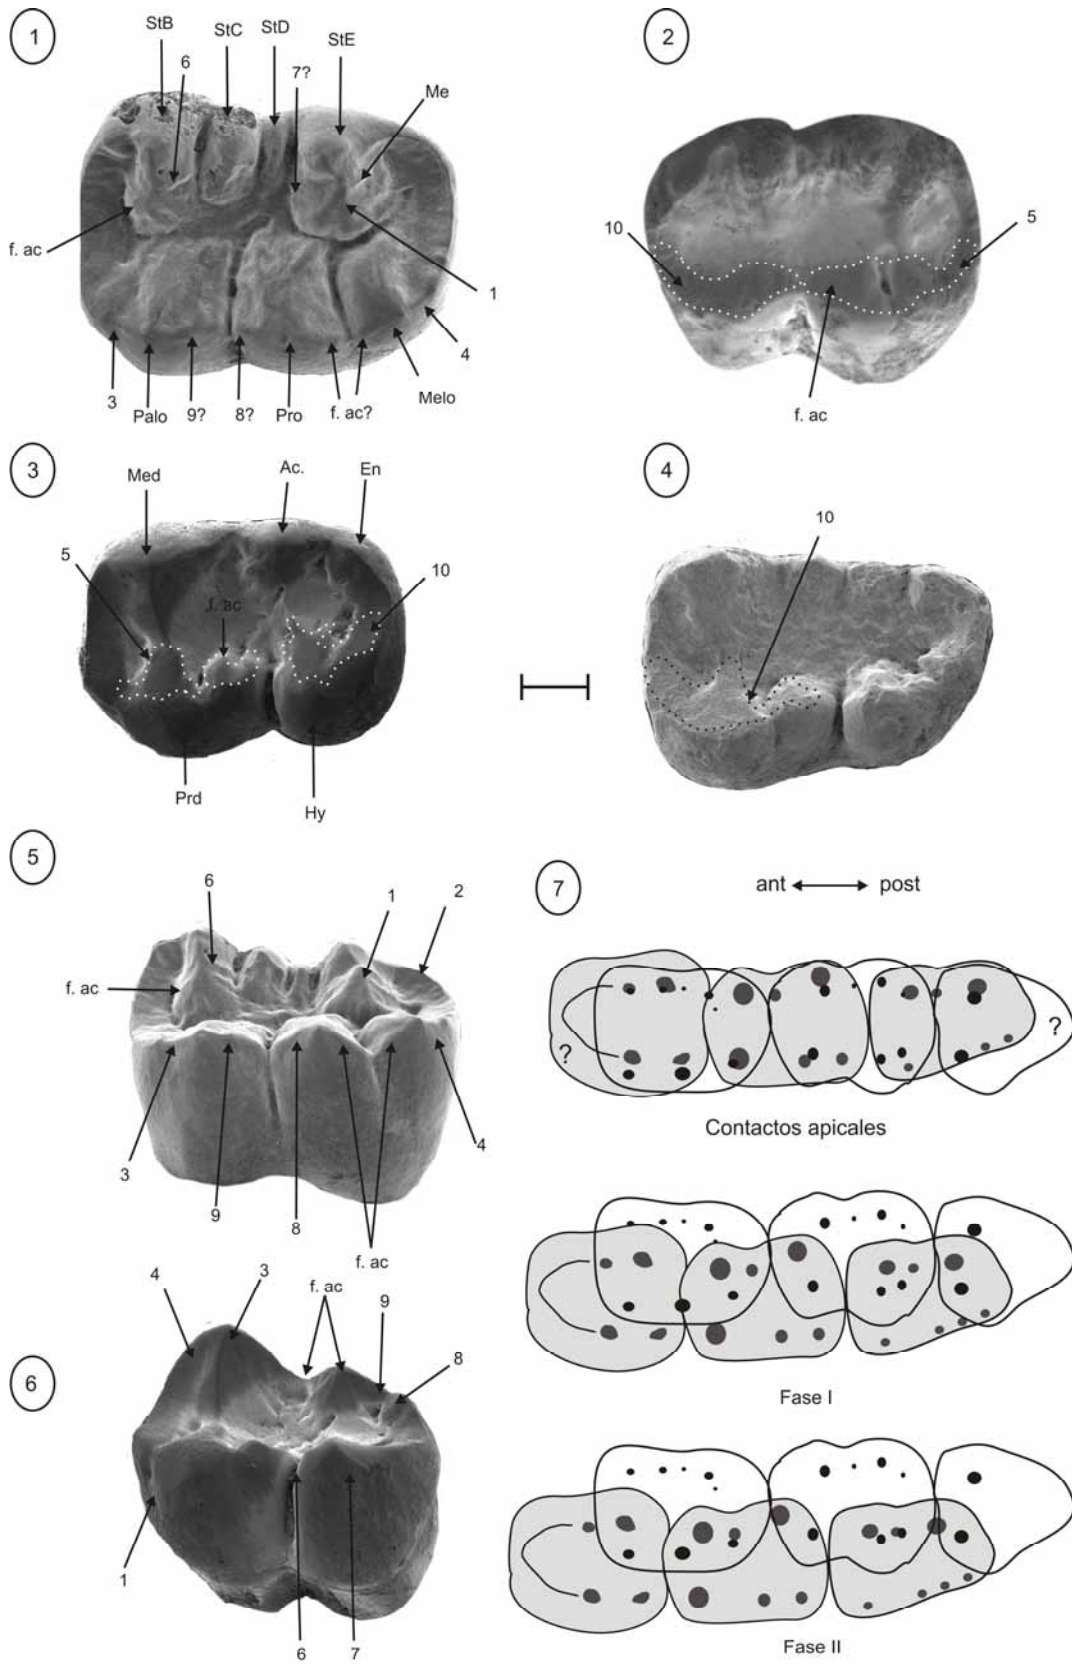 1
StB
StC
StD
StE
6
7?
Me
f. ac
1
4
3
Palo
9?
8?
Pro
f. ac?
Melo
2
10
5
f. ac
3
Med
Ac.
En
5
f. ac
10
Prd
Hy
4
10
5
6
1
2
f. ac
3
9
8
f. ac
4
6
4
3
f. ac
9
8
1
6
7
7
ant
post
?
?
Contactos apicales
Fase I
Fase II